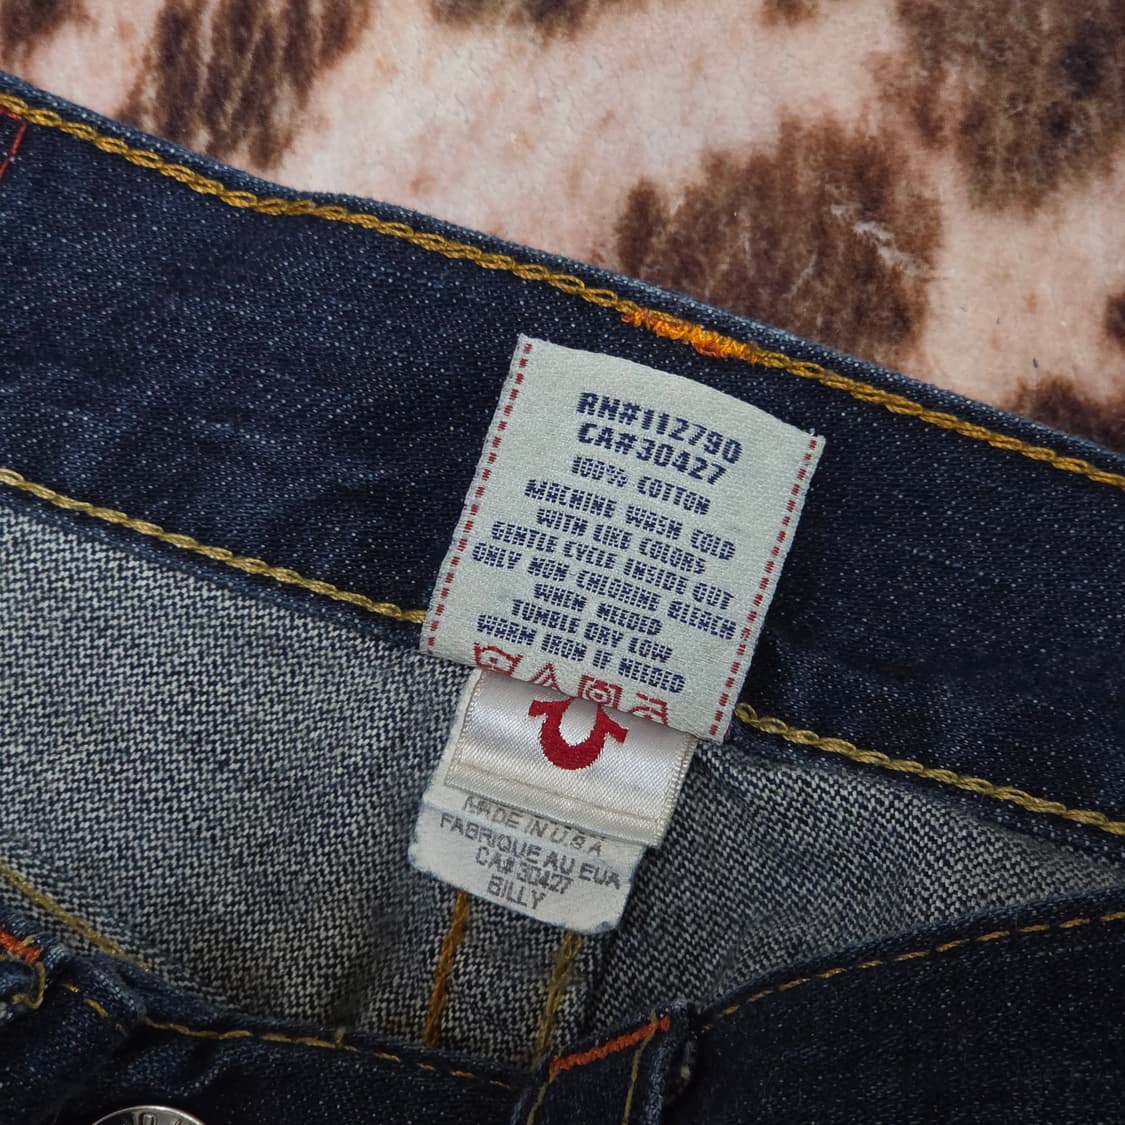 RN#112790
CA#30427
100% COTTON
MACHINE WASH COLD
WITH LIKE COLORS
GENTLE CYCLE INSIDE OUT
ONLY NON-CHLORINE BLEACH
WHEN NEEDED
TUMBLE DRY LOW
WARM IRON IF NEEDED
MADE IN U.S.A
FABRIQUE AU EUA
CA# 30427
BILLY